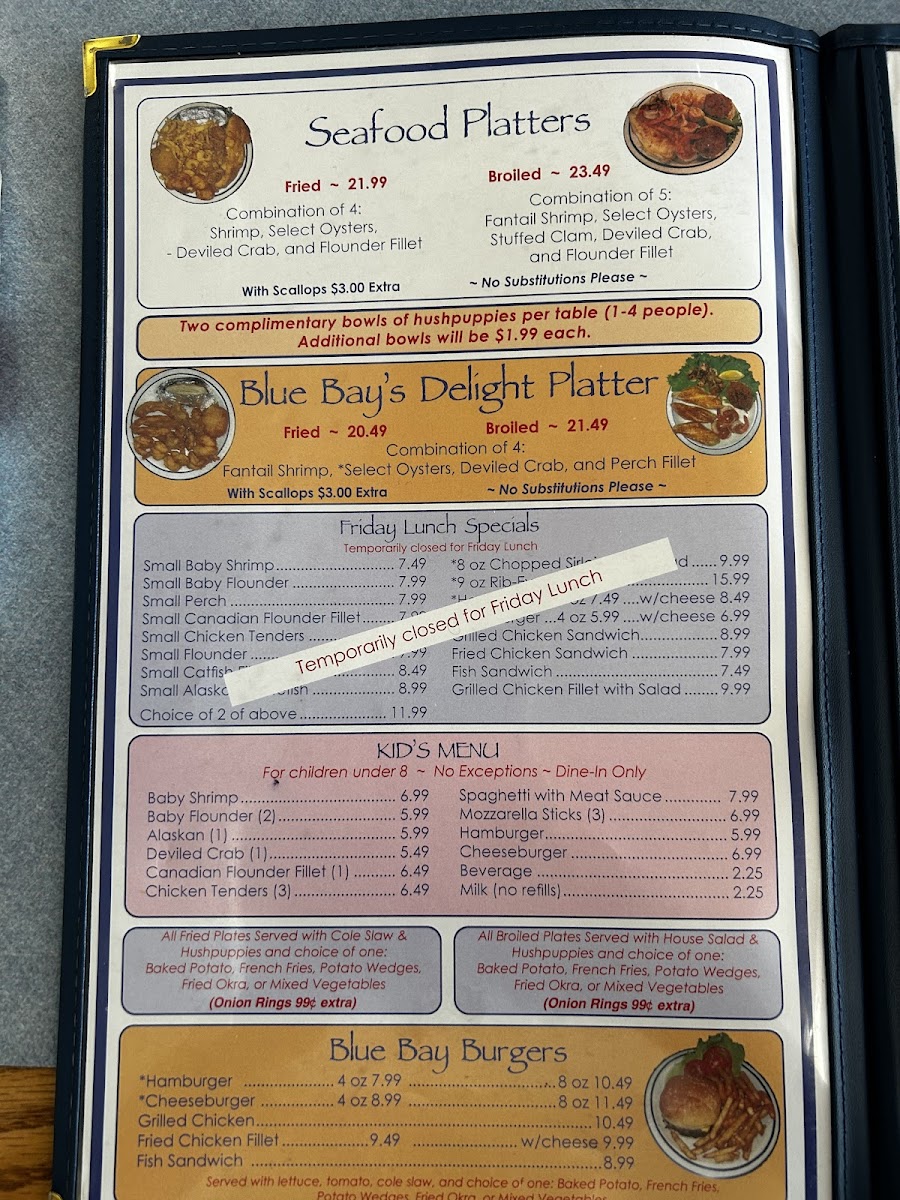 Seafood Platters
Fried ~ 21.99
Combination of 4:
Shrimp, Select Oysters,
- Deviled Crab, and Flounder Fillet
With Scallops $3.00 Extra
Broiled ~ 23.49
Combination of 5:
Fantail Shrimp, Select Oysters,
Stuffed Clam, Deviled Crab,
and Flounder Fillet
~ No Substitutions Please ~
Two complimentary bowls of hushpuppies per table (1-4 people).
Additional bowls will be $1.99 each.
Blue Bay's Delight Platter
Fried ~ 20.49 Broiled ~ 21.49
Combination of 4:
Fantail Shrimp, *Select Oysters, Deviled Crab, and Perch Fillet
With Scallops $3.00 Extra ~ No Substitutions Please ~
Friday Lunch Specials
Temporarily closed for Friday Lunch
Small Baby Shrimp 7.49
Small Baby Flounder 7.99
Small Perch 7.99
Small Canadian Flounder Fillet
Small Chicken Tenders
Small Flounder
Small Catfish 8.49
Small 8.99
Choice of 2 of above 11.99
*8 oz Chopped 9.99
*9 oz 15.99
7.49 ....w/cheese 8.49
...4 oz 5.99 ....w/cheese 6.99
Grilled Chicken Sandwich 8.99
Fried Chicken Sandwich 7.99
Fish Sandwich 7.49
Grilled Chicken Fillet with Salad 9.99
Temporarily closed for Friday Lunch
KID'S MENU
For children under 8 ~ No Exceptions ~ Dine-In Only
Baby Shrimp 6.99
Baby Flounder (2) 5.99
Alaskan (1) 5.99
Deviled Crab (1) 5.49
Canadian Flounder Fillet (1) 6.49
Chicken Tenders (3) 6.49
Spaghetti with Meat Sauce 7.99
Mozzarella Sticks (3) 6.99
Hamburger 5.99
Cheeseburger 6.99
Beverage 2.25
Milk (no refills) 2.25
All Fried Plates Served with Cole Slaw &
Hushpuppies and choice of one:
Baked Potato, French Fries, Potato Wedges,
Fried Okra, or Mixed Vegetables
(Onion Rings 99¢ extra)
All Broiled Plates Served with House Salad &
Hushpuppies and choice of one:
Baked Potato, French Fries, Potato Wedges,
Fried Okra, or Mixed Vegetables
(Onion Rings 99¢ extra)
Blue Bay Burgers
*Hamburger 4 oz 7.99 8 oz 10.49
*Cheeseburger 4 oz 8.99 8 oz 11.49
Grilled Chicken 10.49
Fried Chicken Fillet 9.49 w/cheese 9.99
Fish Sandwich 8.99
Served with lettuce, tomato, cole slaw, and choice of one: Baked Potato, French Fries,
Potato Wedges, Fried Okra, or Mixed Vegetables